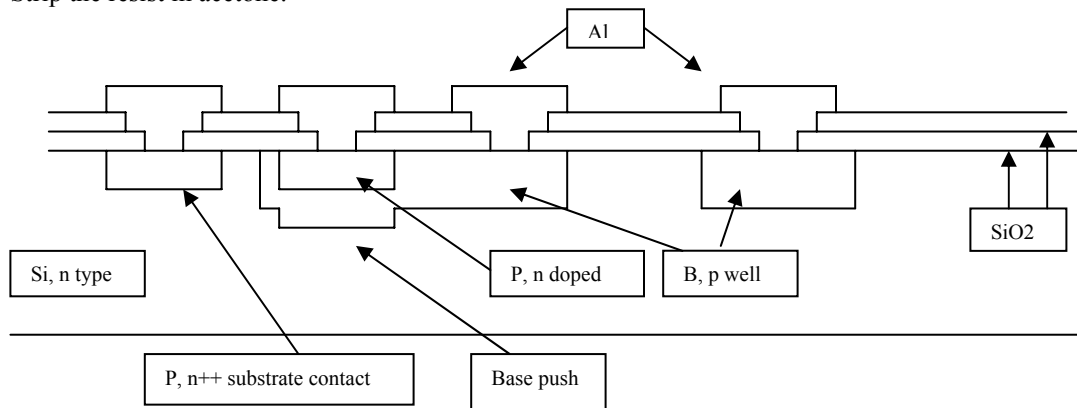 Strip the resist in acetone.
Al
SiO2
Si, n type
P, n doped
B, p well
P, n++ substrate contact
Base push